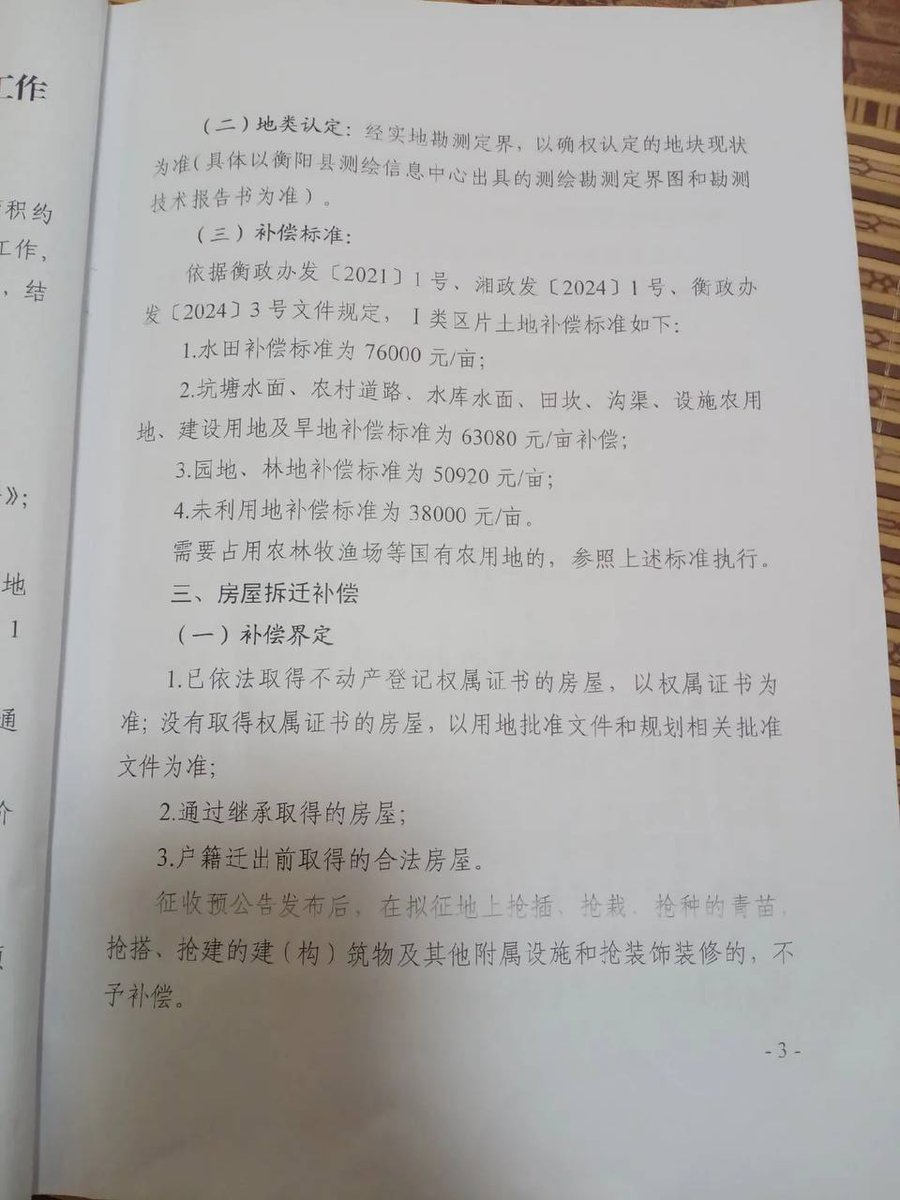 工作
积约
工作,
，结
》;
地
1
通
（二）地类认定：经实地勘测定界，以确权认定的地块现状
为准（具体以衡阳县测绘信息中心出具的测绘勘测定界图和勘测
技术报告书为准）。
（三）补偿标准：
依据衡政办发〔2021〕1号、湘政发〔2024〕1号、衡政办
发〔2024〕3号文件规定，Ⅰ类区片土地补偿标准如下：
1.水田补偿标准为76000元/亩；
2.坑塘水面、农村道路、水库水面、田坎、沟渠、设施农用
地、建设用地及旱地补偿标准为63080元/亩补偿；
3.园地、林地补偿标准为50920元/亩；
4.未利用地补偿标准为38000元/亩。
需要占用农林牧渔场等国有农用地的，参照上述标准执行。
三、房屋拆迁补偿
（一）补偿界定
1.已依法取得不动产登记权属证书的房屋，以权属证书为
准；没有取得权属证书的房屋，以用地批准文件和规划相关批准
文件为准；
2.通过继承取得的房屋；
3.户籍迁出前取得的合法房屋。
征收预公告发布后，在拟征地上抢插、抢栽、抢种的青苗，
抢搭、抢建的建（构）筑物及其他附属设施和抢装饰装修的，不
予补偿。
- 3 -